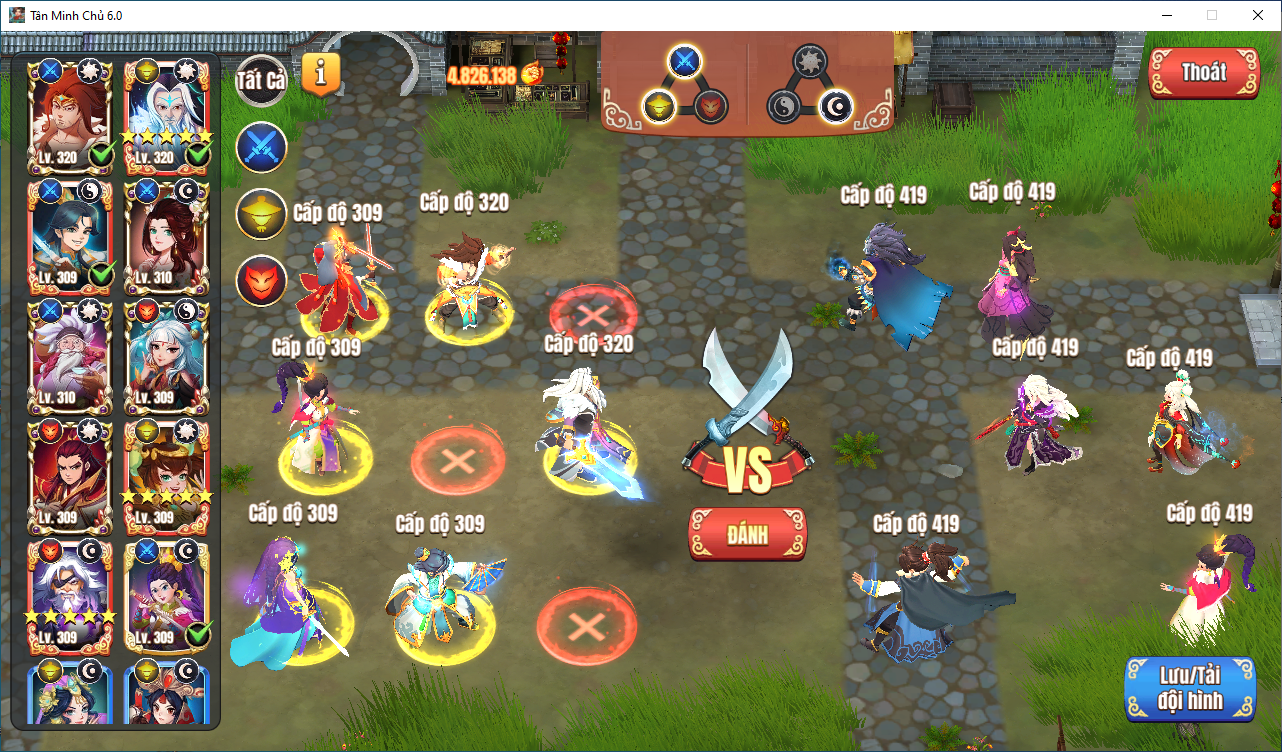 Tân Minh Chủ 6.0
Tất Cả
i
4.826.138
Thoát
Lv. 320
Lv. 320
Lv. 309
Lv. 310
Lv. 310
Lv. 309
Lv. 309
Lv. 309
Lv. 309
Lv. 309
Cấp độ 309
Cấp độ 320
Cấp độ 419
Cấp độ 419
Cấp độ 309
Cấp độ 320
Cấp độ 419
Cấp độ 419
Cấp độ 309
Cấp độ 309
Cấp độ 419
Cấp độ 419
VS
ĐÁNH
Lưu/Tải
đội hình